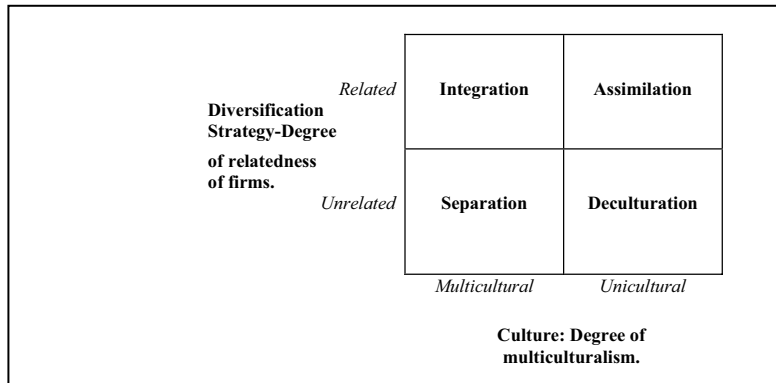 Related
Integration
Assimilation
Diversification
Strategy-Degree
of relatedness
of firms.
Unrelated
Separation
Deculturation
Multicultural
Unicultural
Culture: Degree of
multiculturalism.